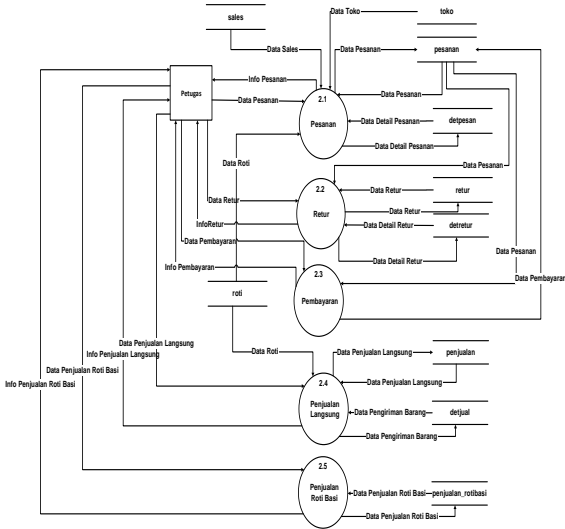 sales
Data Toko
toko
Data Sales
Data Pesanan
pesanan
Petugas
Info Pesanan
Data Pesanan
Data Pesanan
2.1
Pesanan
Data Detail Pesanan
detpesan
Data Detail Pesanan
Data Roti
Data Pesanan
2.2
Retur
Data Retur
retur
Data Retur
Data Retur
InfoRetur
Data Detail Retur
detretur
Data Pembayaran
Data Pesanan
Data Detail Retur
Info Pembayaran
2.3
Pembayaran
Data Pembayaran
roti
Data Penjualan Langsung
Info Penjualan Langsung
Data Roti
Data Penjualan Langsung
penjualan
Data Penjualan Roti Basi
Info Penjualan Roti Basi
2.4
Penjualan
Langsung
Data Penjualan Langsung
Data Pengiriman Barang
detjual
Data Pengiriman Barang
2.5
Penjualan
Roti Basi
Data Penjualan Roti Basi
penjualan_rotibasi
Data Penjualan Roti Basi